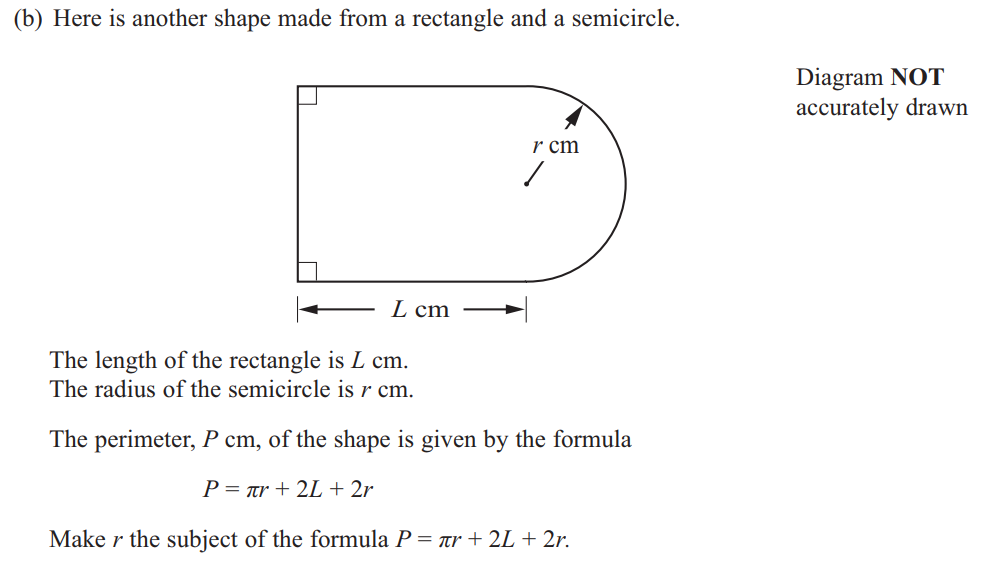 (b) Here is another shape made from a rectangle and a semicircle.
Diagram NOT
accurately drawn
r cm
L cm
The length of the rectangle is L cm.
The radius of the semicircle is r cm.
The perimeter, P cm, of the shape is given by the formula
P = πr + 2L + 2r
Make r the subject of the formula P = πr + 2L + 2r.